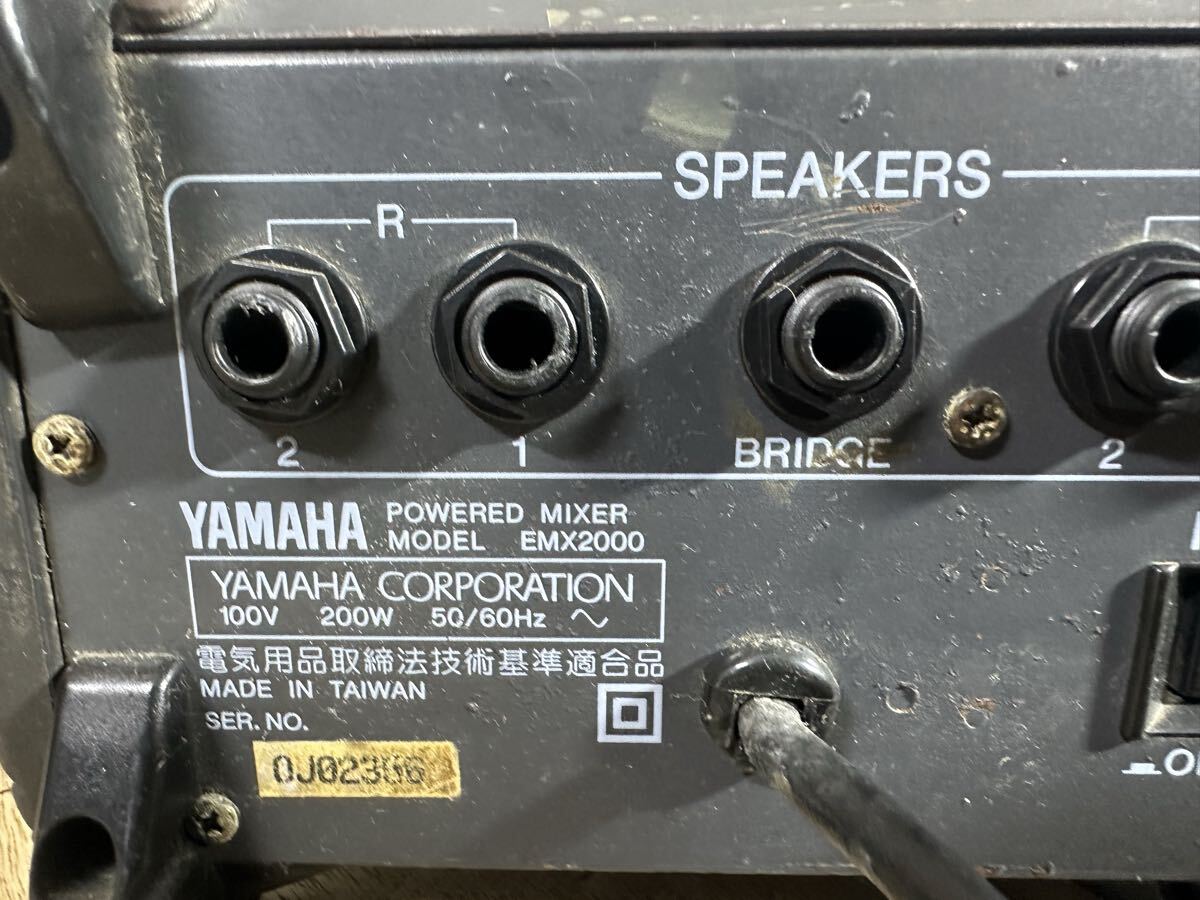 SPEAKERS
R
2
1
BRIDGE
2
YAMAHA
POWERED MIXER
MODEL EMX2000
YAMAHA CORPORATION
100V 200W 50/60Hz
電気用品取締法技術基準適合品
MADE IN TAIWAN
SER. NO.